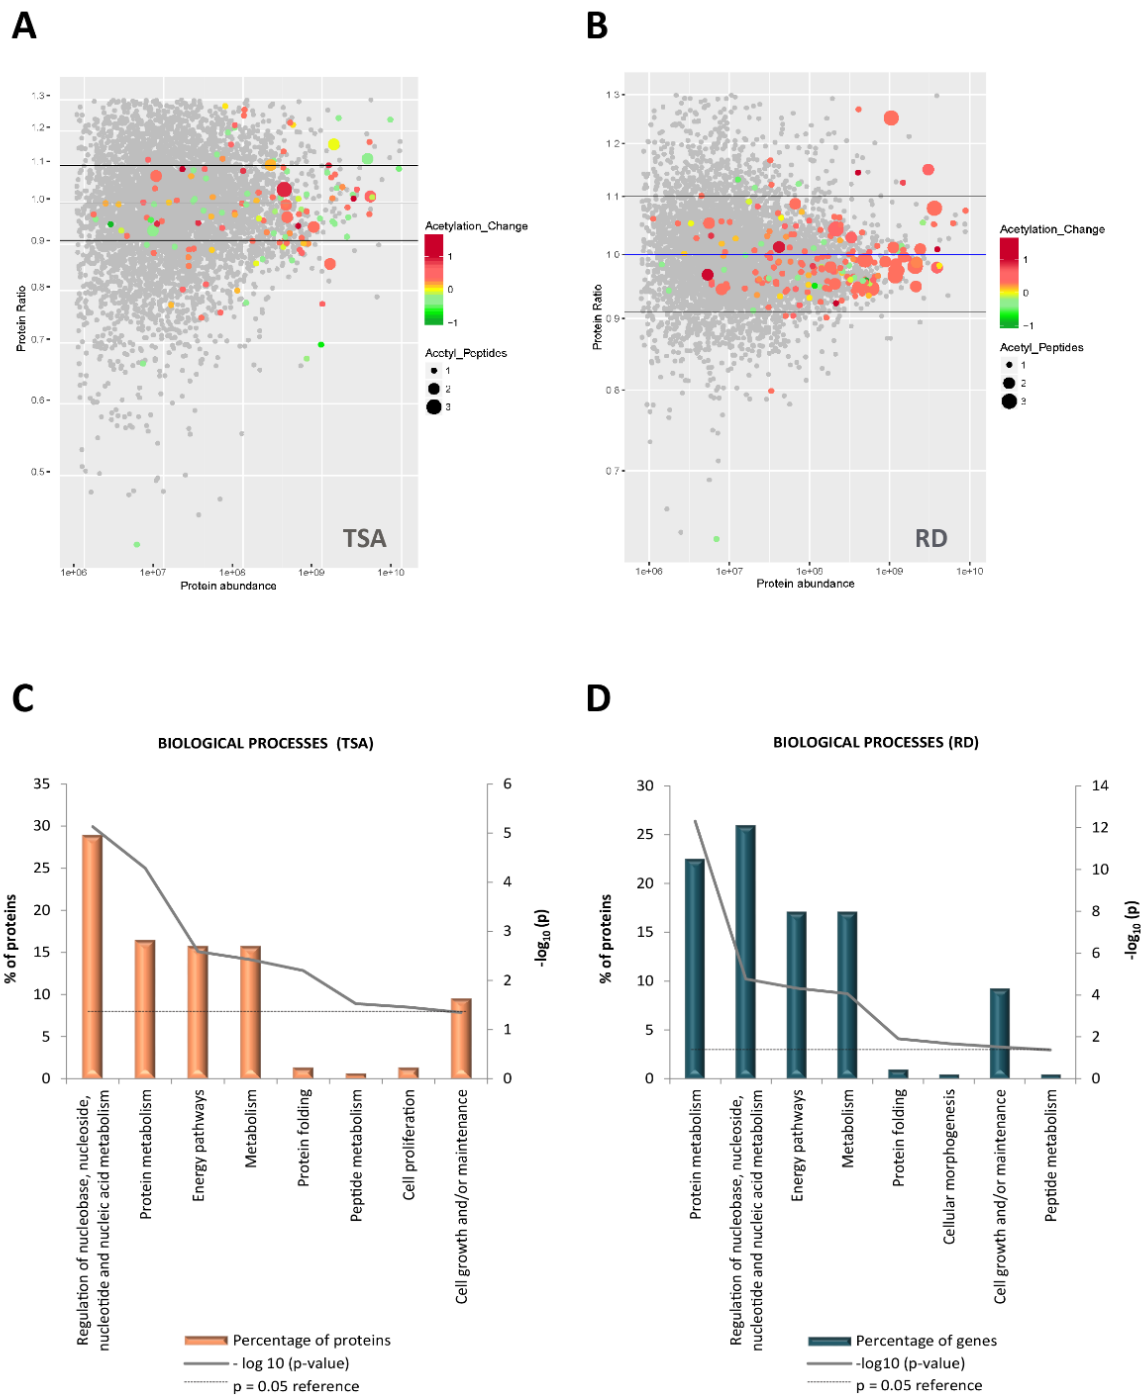 A
1.3
1.2
1.1
1.0
0.9
0.8
0.7
0.6
0.5
Protein Ratio
TSA
1e+06
1e+07
1e+08
1e+09
1e+10
Protein abundance
Acetylation_Change
1
0
−1
Acetyl_Peptides
1
2
3
B
1.3
1.2
1.1
1.0
0.9
0.8
0.7
Protein Ratio
RD
1e+06
1e+07
1e+08
1e+09
1e+10
Protein abundance
Acetylation_Change
1
0
−1
Acetyl_Peptides
1
2
3
C
BIOLOGICAL PROCESSES (TSA)
35
30
25
20
15
10
5
0
% of proteins
6
5
4
3
2
1
0
-log10 (p)
Regulation of nucleobase, nucleoside,
nucleotide and nucleic acid metabolism
Protein metabolism
Energy pathways
Metabolism
Protein folding
Peptide metabolism
Cell proliferation
Cell growth and/or maintenance
Percentage of proteins
- log 10 (p-value)
p = 0.05 reference
D
BIOLOGICAL PROCESSES (RD)
30
25
20
15
10
5
0
% of proteins
14
12
10
8
6
4
2
0
-log10 (p)
Protein metabolism
Regulation of nucleobase, nucleoside,
nucleotide and nucleic acid metabolism
Energy pathways
Metabolism
Protein folding
Cellular morphogenesis
Cell growth and/or maintenance
Peptide metabolism
Percentage of genes
-log10 (p-value)
p = 0.05 reference